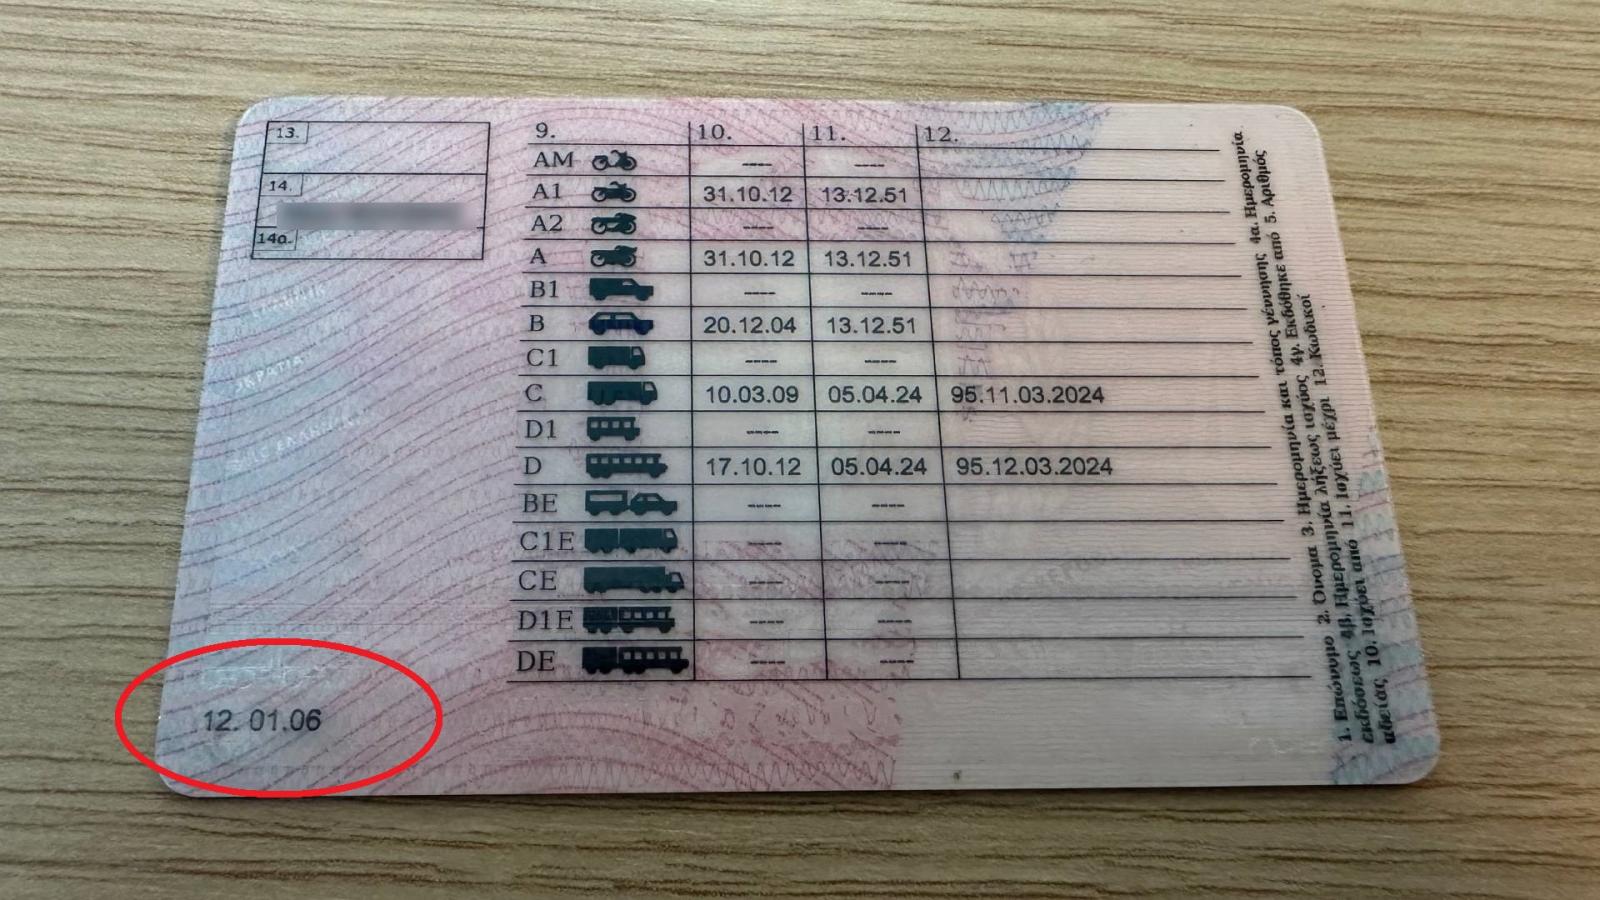 13.
14.
14α.
9. 10. 11. 12.
AM ---- ----
A1 31.10.12 13.12.51
A2 ---- ----
A 31.10.12 13.12.51
B1 ---- ----
B 20.12.04 13.12.51
C1 ---- ----
C 10.03.09 05.04.24 95.11.03.2024
D1 ---- ----
D 17.10.12 05.04.24 95.12.03.2024
BE ---- ----
C1E ---- ----
CE ---- ----
D1E ---- ----
DE ---- ----
12. 01.06
1. Επώνυμο 2. Όνομα 3. Ημερομηνία και τόπος γέννησης 4α. Ημερομηνία
εκδόσεως 4β. Ημερομηνία λήξεως ισχύος 4γ. Εκδόθηκε από 5. Αριθμός
αδείας 10. Ισχύει από 11. Ισχύει μέχρι 12. Κωδικοί